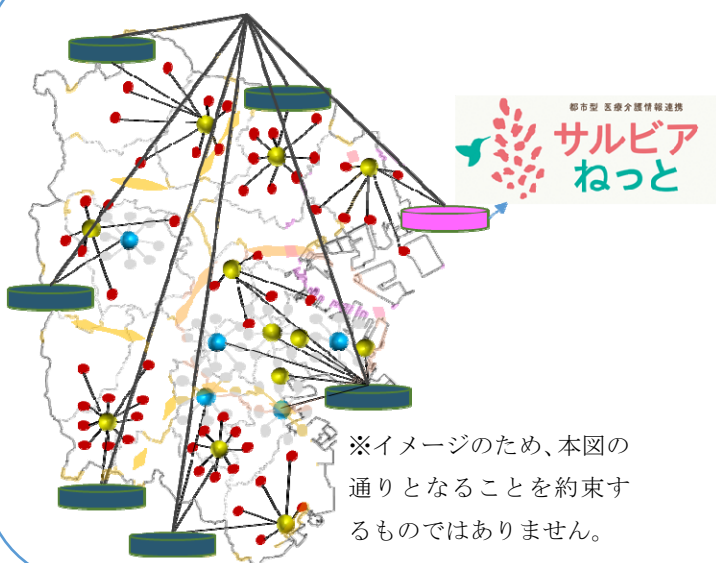 都市型 医療介護情報連携
サルビア
ねっと
※イメージのため、本図の
通りとなることを約束す
るものではありません。